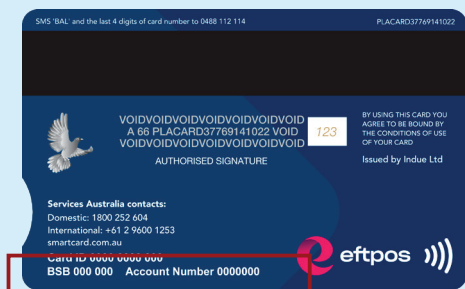 SMS 'BAL' and the last 4 digits of card number to 0488 112 114
PLACARD37769141022
VOIDVOIDVOIDVOIDVOIDVOIDVOID
A 66 PLACARD37769141022 VOID
VOIDVOIDVOIDVOIDVOIDVOIDVOID
123
AUTHORISED SIGNATURE
BY USING THIS CARD YOU
AGREE TO BE BOUND BY
THE CONDITIONS OF USE
OF YOUR CARD
Issued by Indue Ltd
Services Australia contacts:
Domestic: 1800 252 604
International: +61 2 9600 1253
smartcard.com.au
Card ID 0000 0000 000
BSB 000 000 Account Number 0000000
eftpos